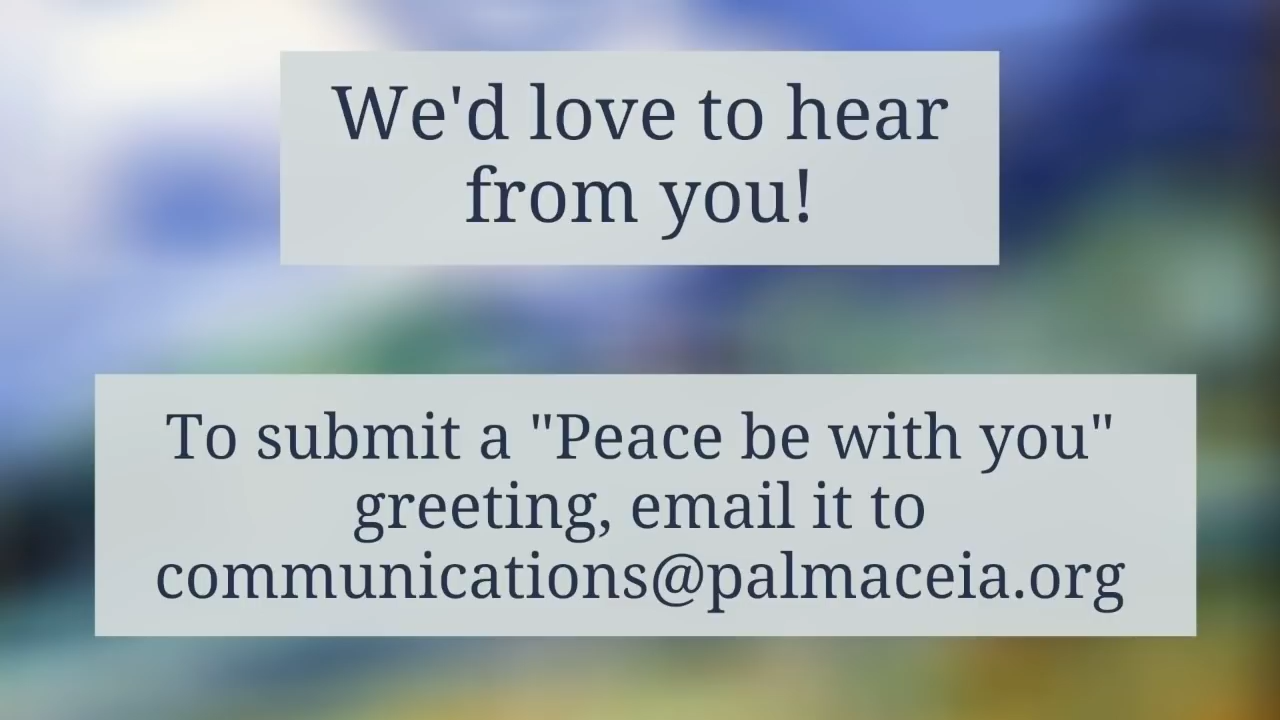 We'd love to hear
from you!
To submit a "Peace be with you"
greeting, email it to
communications@palmaceia.org